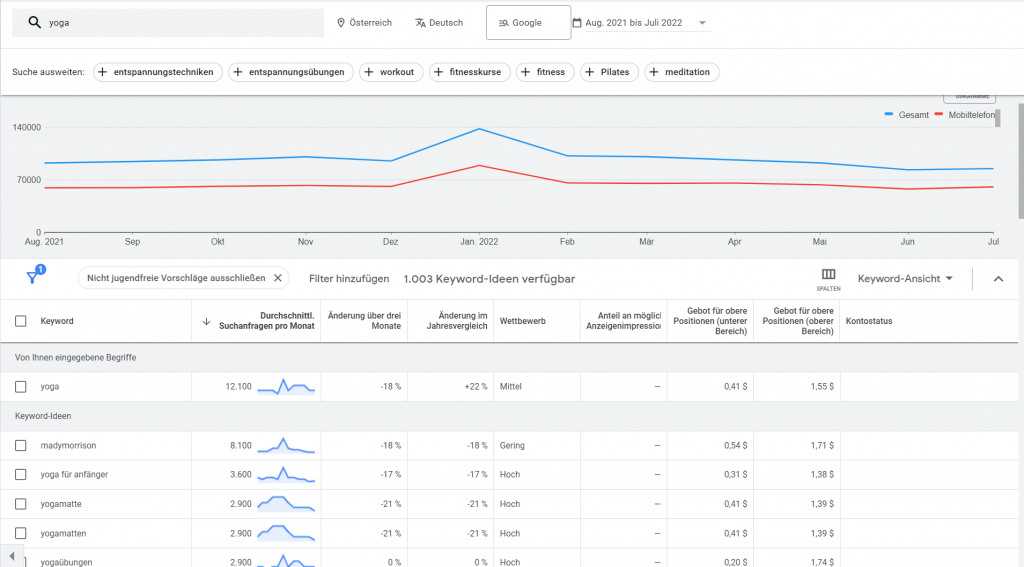 yoga
Österreich
Deutsch
Google
Aug. 2021 bis Juli 2022
Suche ausweiten:
entspannungstechniken
entspannungsübungen
workout
fitnesskurse
fitness
Pilates
meditation
DIAGRAMME
Gesamt Mobiltelefon
140000
70000
0
Aug. 2021 Sep Okt Nov Dez Jan. 2022 Feb Mär Apr Mai Jun Jul
1
Nicht jugendfreie Vorschläge ausschließen
Filter hinzufügen
1.003 Keyword-Ideen verfügbar
SPALTEN
Keyword-Ansicht
Keyword
Durchschnittl.
Suchanfragen pro Monat
Änderung über drei
Monate
Änderung im
Jahresvergleich
Wettbewerb
Anteil an möglicl
Anzeigenimpression
Gebot für obere
Positionen (unterer
Bereich)
Gebot für obere
Positionen (oberer
Bereich)
Kontostatus
Von Ihnen eingegebene Begriffe
yoga 12.100 -18 % +22 % Mittel — 0,41 $ 1,55 $
Keyword-Ideen
madymorrison 8.100 -18 % -18 % Gering — 0,54 $ 1,71 $
yoga für anfänger 3.600 -17 % -17 % Hoch — 0,31 $ 1,38 $
yogamatte 2.900 -21 % -21 % Hoch — 0,41 $ 1,39 $
yogamatten 2.900 -21 % -21 % Hoch — 0,41 $ 1,39 $
yogaübungen 2.900 0 % 0 % Hoch — 0,20 $ 1,74 $